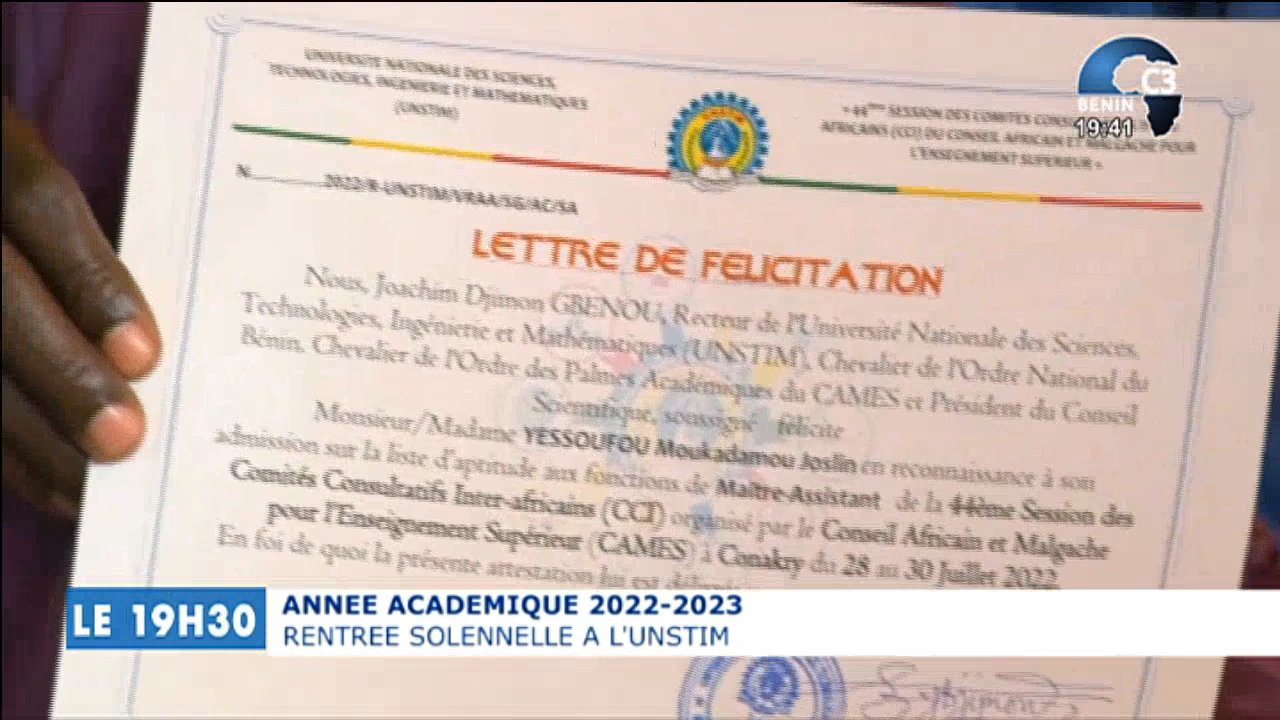 UNIVERSITE NATIONALE DES SCIENCES,
TECHNOLOGIES, INGENIERIE ET MATHEMATIQUES
(UNSTIM)
« 44ème SESSION DES COMITES
AFRICAINS (CCI) DU CONSEIL AFRICAIN ET MALGACHE POUR
L'ENSEGNEMENT SUPERIEUR »
C3
BENIN
19:41
N. 2022/R-UNSTIM/VRAA/SG/AC/SA
LETTRE DE FELICITATION
Nous, Joachim Djimon GBENOU, Recteur de l'Université Nationale des Sciences,
Technologies, Ingénierie et Mathématiques (UNSTIM), Chevalier de l'Ordre National du
Bénin, Chevalier de l'Ordre des Palmes Académiques du CAMES et Président du Conseil
Scientifique, soussigné félicite
Monsieur/Madame YESSOUFOU Moukadamou Joslin en reconnaissance à son
admission sur la liste d'aptitude aux fonctions de Maître-Assistant de la 44ème Session des
Comités Consultatifs Inter-africains (CCI) organisé par le Conseil Africain et Malgache
pour l'Enseignement Supérieur (CAMES) à Conakry du 28 au 30 Juillet 2022
En foi de quoi la présente attestation lui est
LE 19H30
ANNEE ACADEMIQUE 2022-2023
RENTREE SOLENNELLE A L'UNSTIM